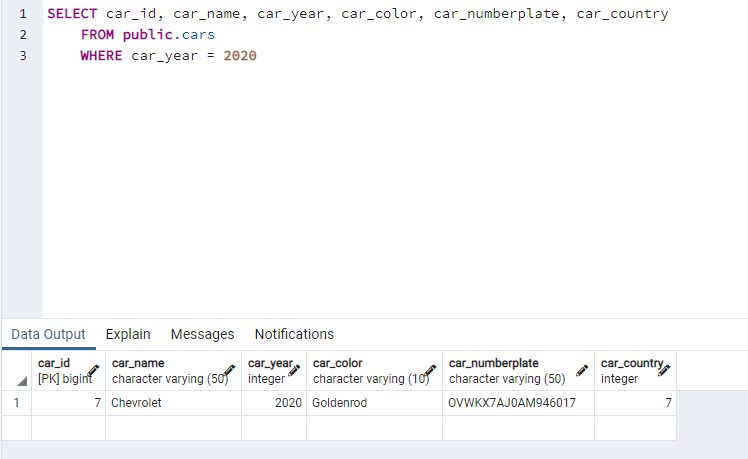 1 SELECT car_id, car_name, car_year, car_color, car_numberplate, car_country
2 FROM public.cars
3 WHERE car_year = 2020
Data Output Explain Messages Notifications
car_id car_name car_year car_color car_numberplate car_country
[PK] bigint character varying (50) integer character varying (10) character varying (50) integer
1 7 Chevrolet 2020 Goldenrod OVWKX7AJ0AM946017 7